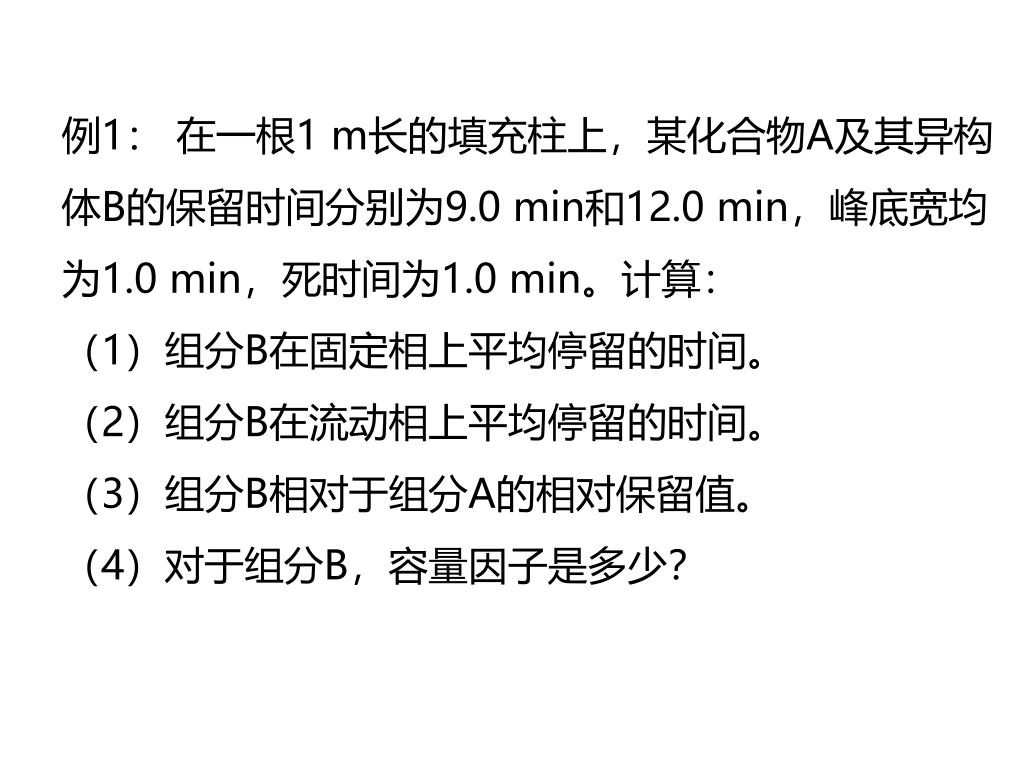 例1： 在一根1 m长的填充柱上，某化合物A及其异构
体B的保留时间分别为9.0 min和12.0 min，峰底宽均
为1.0 min，死时间为1.0 min。计算：
（1）组分B在固定相上平均停留的时间。
（2）组分B在流动相上平均停留的时间。
（3）组分B相对于组分A的相对保留值。
（4）对于组分B，容量因子是多少？